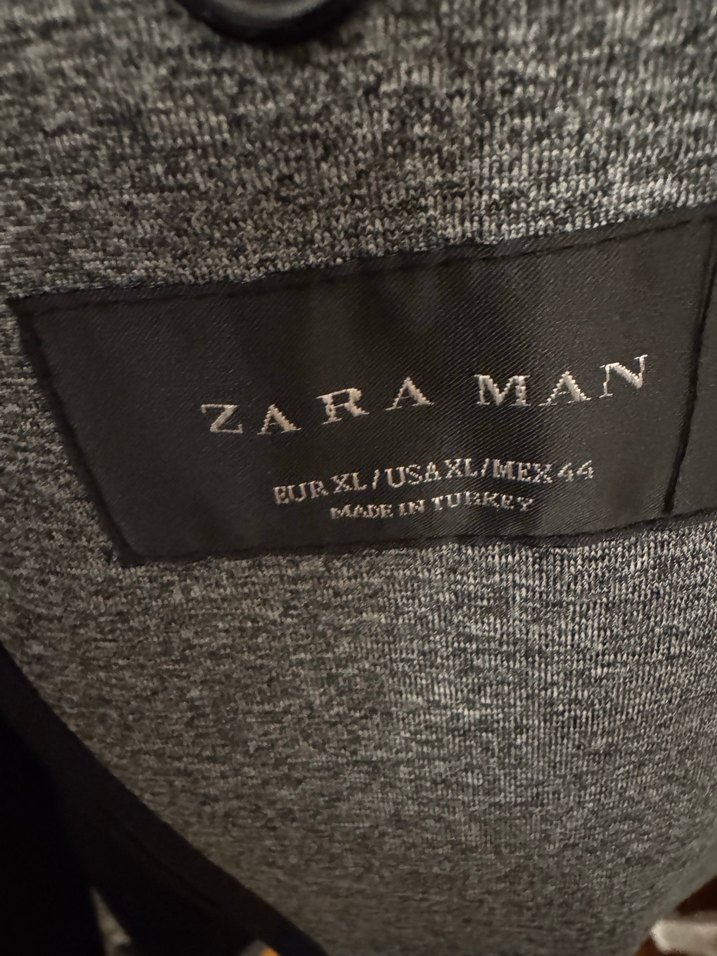 ZARA MAN
EUR XL/USA XL/MEX 44
MADE IN TURKEY